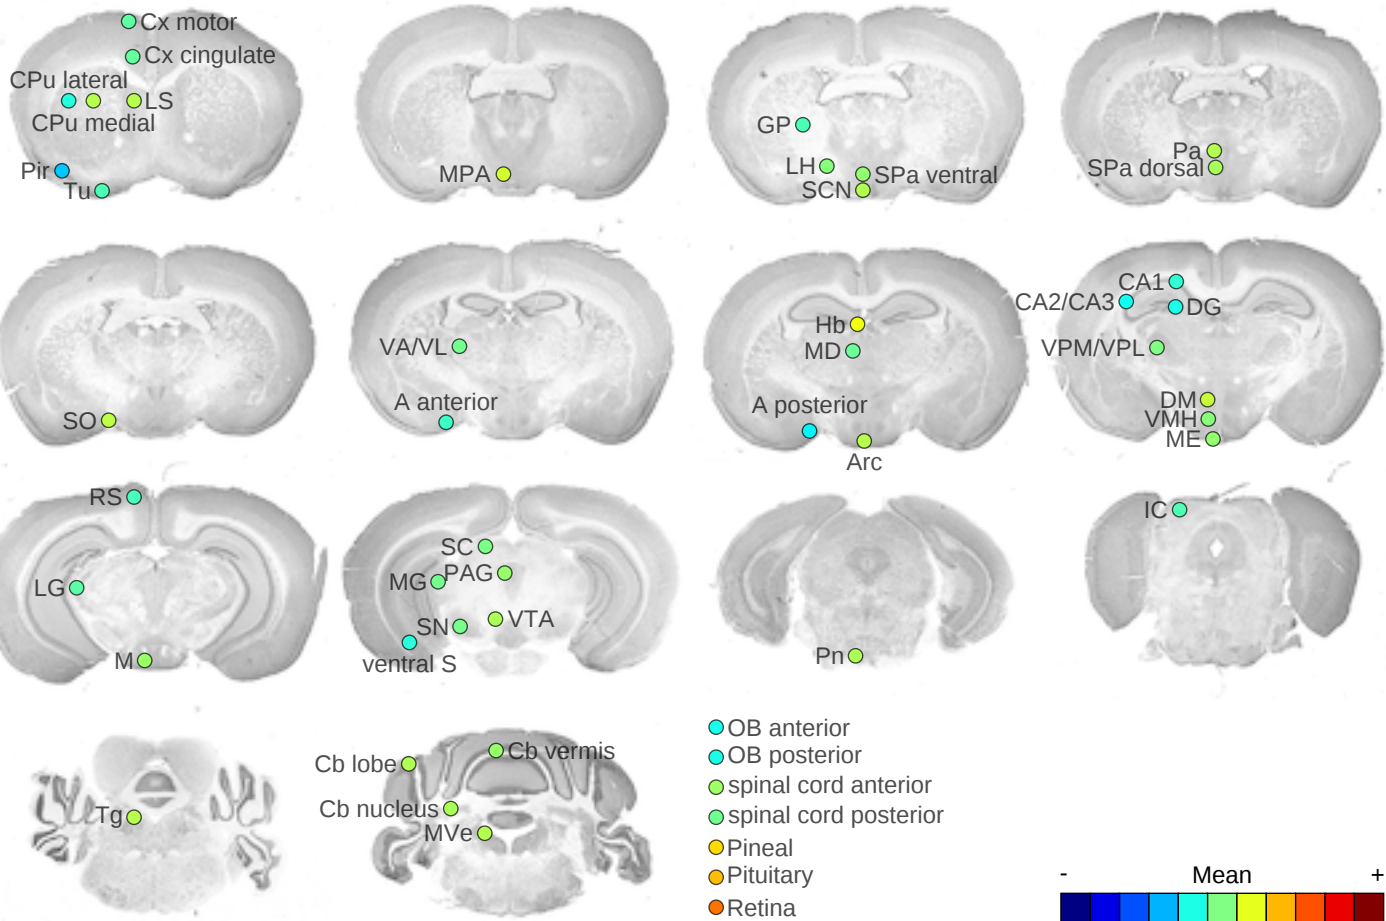 Cx motor
Cx cingulate
CPu lateral
LS
CPu medial
Pir
Tu
MPA
GP
LH
SPa ventral
SCN
Pa
SPa dorsal
SO
VA/VL
A anterior
Hb
MD
A posterior
Arc
CA1
CA2/CA3
DG
VPM/VPL
DM
VMH
ME
RS
LG
M
SC
MG
PAG
SN
VTA
ventral S
Pn
IC
Tg
Cb lobe
Cb vermis
Cb nucleus
MVe
OB anterior
OB posterior
spinal cord anterior
spinal cord posterior
Pineal
Pituitary
Retina
- Mean +